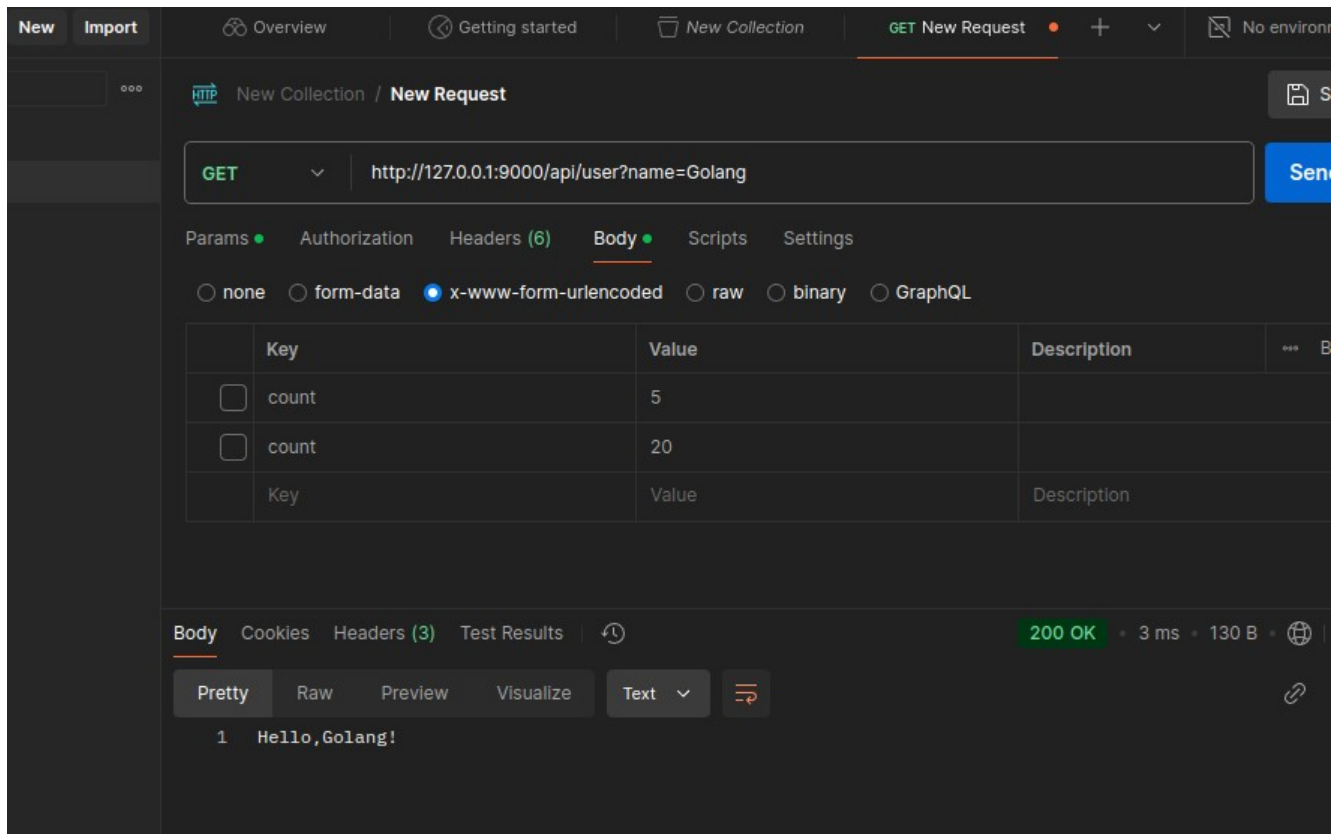 New Import Overview Getting started New Collection GET New Request No environ
HTTP New Collection / New Request S
GET http://127.0.0.1:9000/api/user?name=Golang Sen
Params Authorization Headers (6) Body Scripts Settings
none form-data x-www-form-urlencoded raw binary GraphQL
Key Value Description B
count 5
count 20
Key Value Description
Body Cookies Headers (3) Test Results 200 OK 3 ms 130 B
Pretty Raw Preview Visualize Text
1 Hello,Golang!